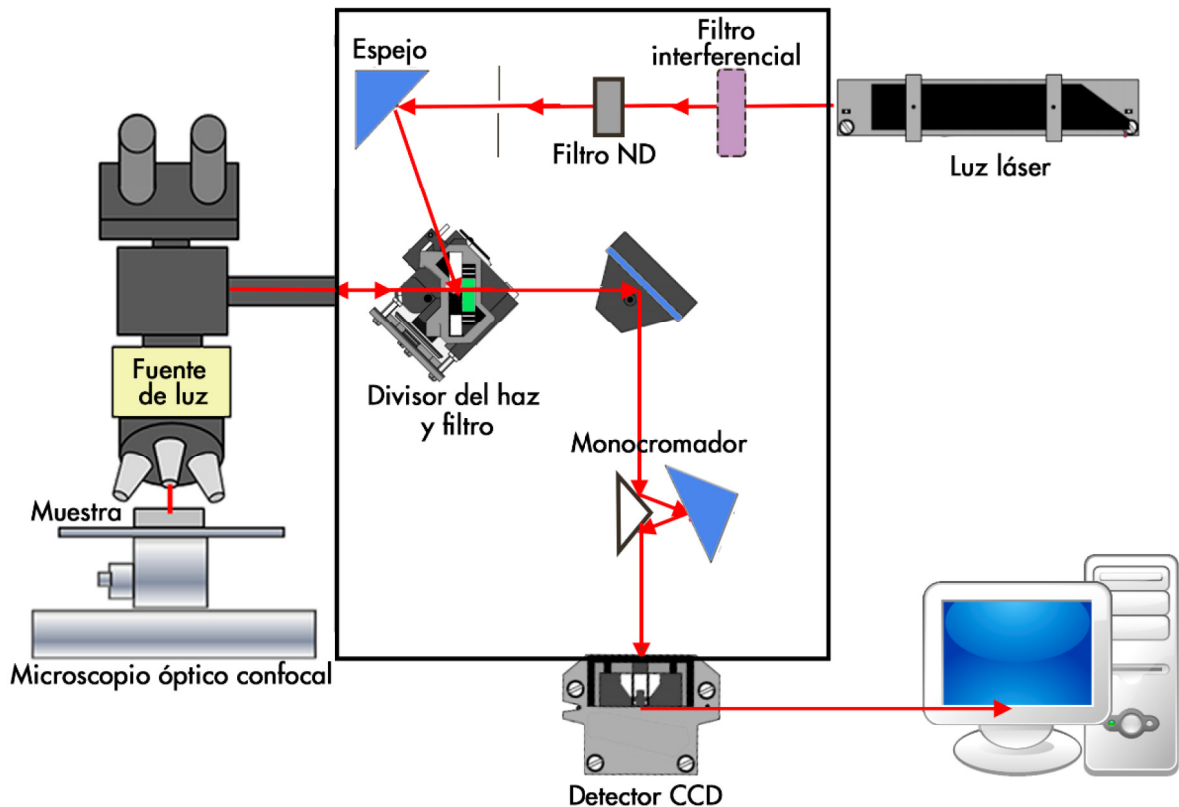 Espejo
Filtro
interferencial
Filtro ND
Luz láser
Fuente
de luz
Divisor del haz
y filtro
Monocromador
Muestra
Microscopio óptico confocal
Detector CCD